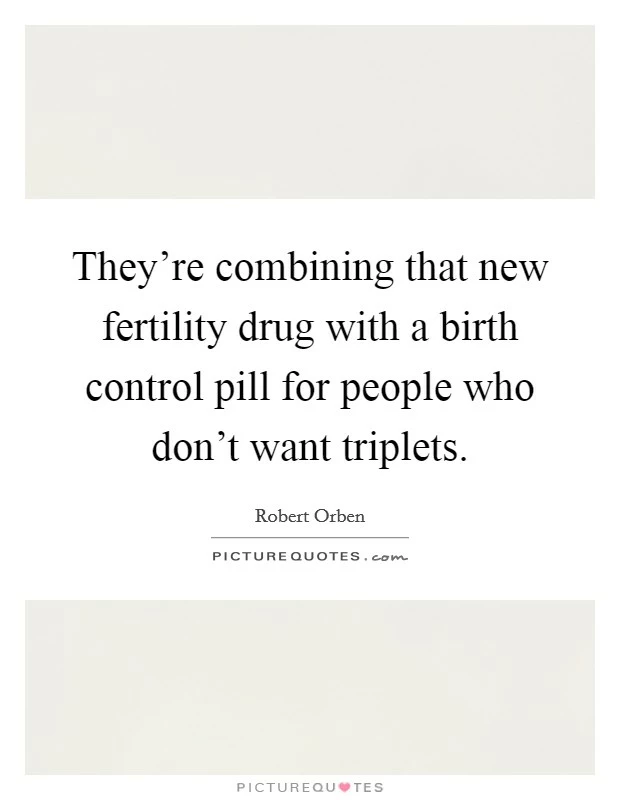 They’re combining that new
fertility drug with a birth
control pill for people who
don’t want triplets.
Robert Orben
PICTUREQUOTES.com
PICTUREQUOTES